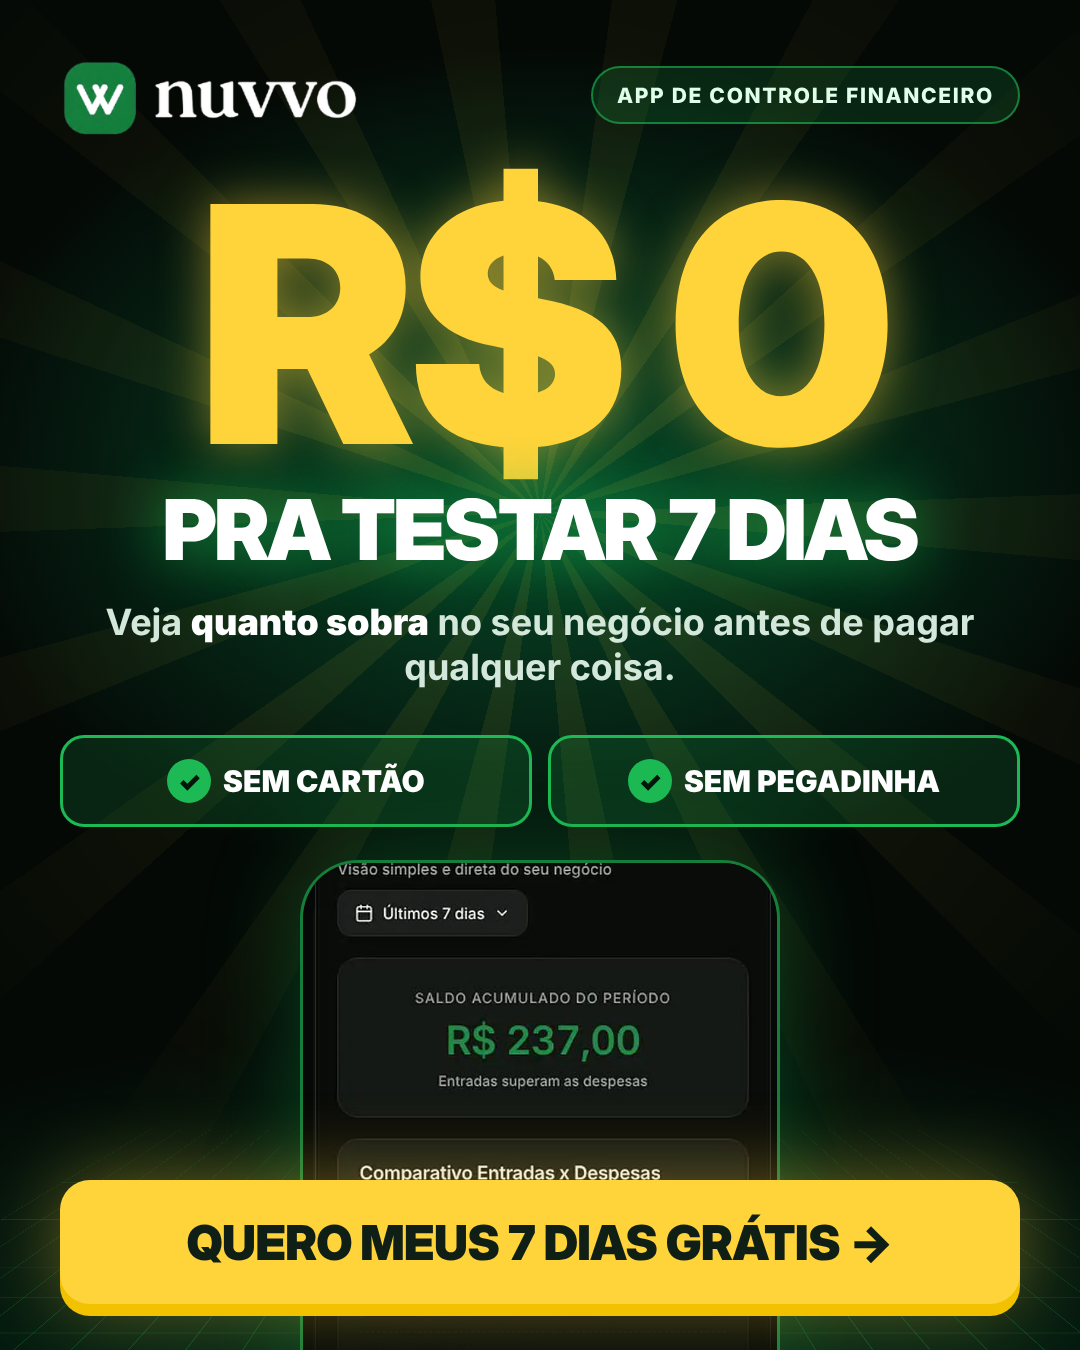 W nuvvo
APP DE CONTROLE FINANCEIRO
R$ 0
PRA TESTAR 7 DIAS
Veja quanto sobra no seu negócio antes de pagar
qualquer coisa.
SEM CARTÃO
SEM PEGADINHA
Visão simples e direta do seu negócio
Últimos 7 dias
SALDO ACUMULADO DO PERÍODO
R$ 237,00
Entradas superam as despesas
Comparativo Entradas x Despesas
QUERO MEUS 7 DIAS GRÁTIS →